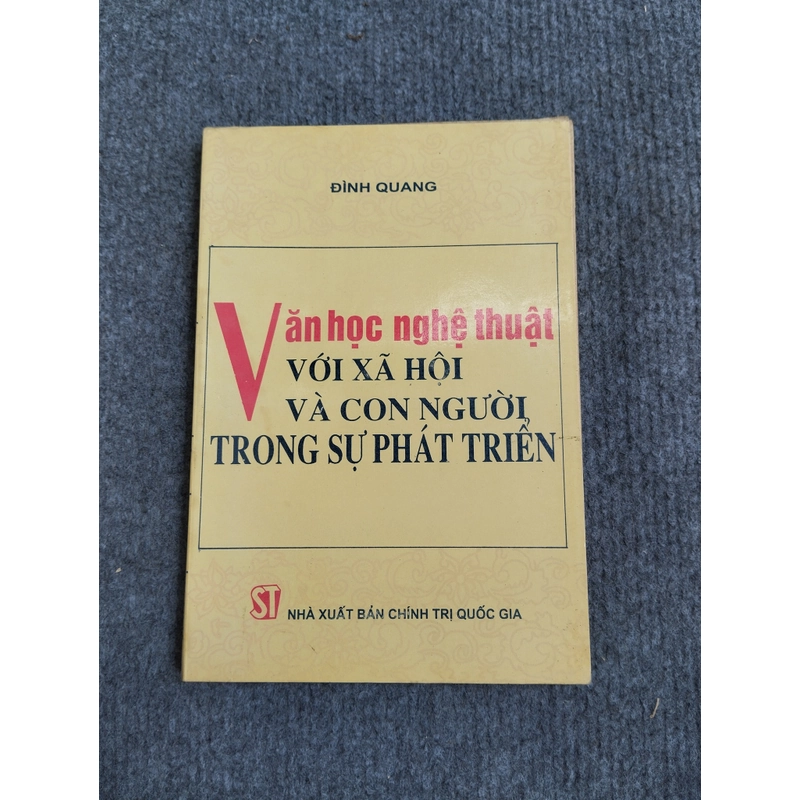 ĐÌNH QUANG
Văn học nghệ thuật
VỚI XÃ HỘI
VÀ CON NGƯỜI
TRONG SỰ PHÁT TRIỂN
ST NHÀ XUẤT BẢN CHÍNH TRỊ QUỐC GIA